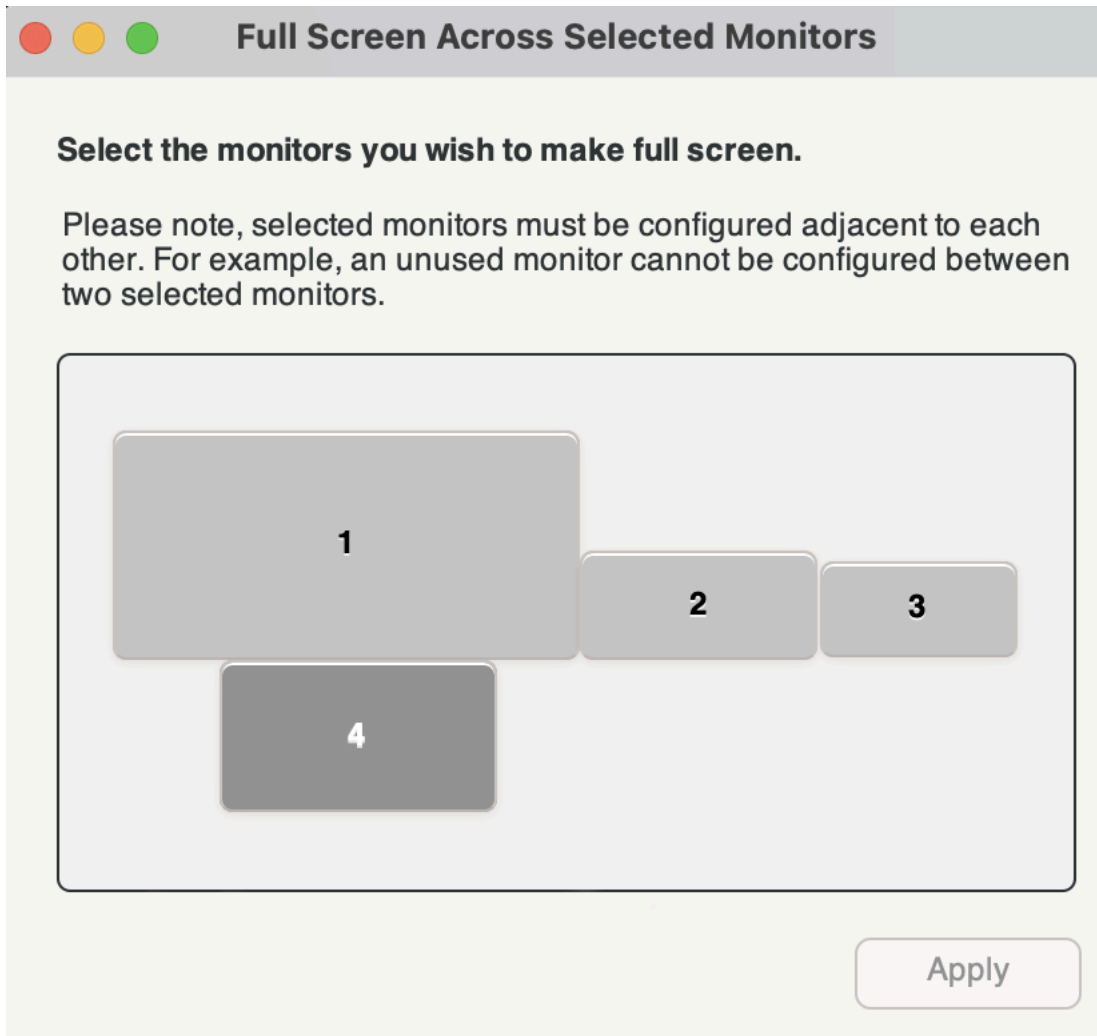 Full Screen Across Selected Monitors
Select the monitors you wish to make full screen.
Please note, selected monitors must be configured adjacent to each
other. For example, an unused monitor cannot be configured between
two selected monitors.
1
2
3
4
Apply